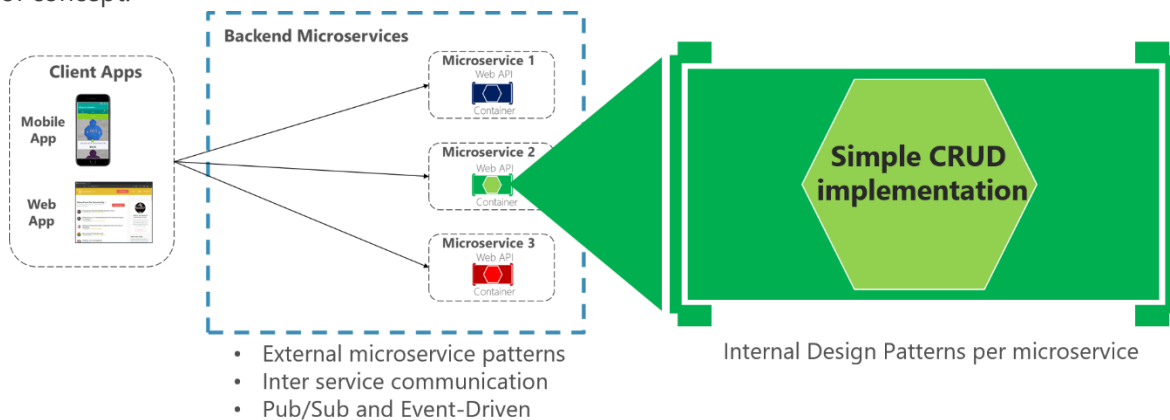 of concept.
Backend Microservices
Client Apps
Mobile
App
Web
App
Microservice 1
Web API
Container
Microservice 2
Web API
Container
Microservice 3
Web API
Container
Simple CRUD
implementation
• External microservice patterns
• Inter service communication
• Pub/Sub and Event-Driven
Internal Design Patterns per microservice